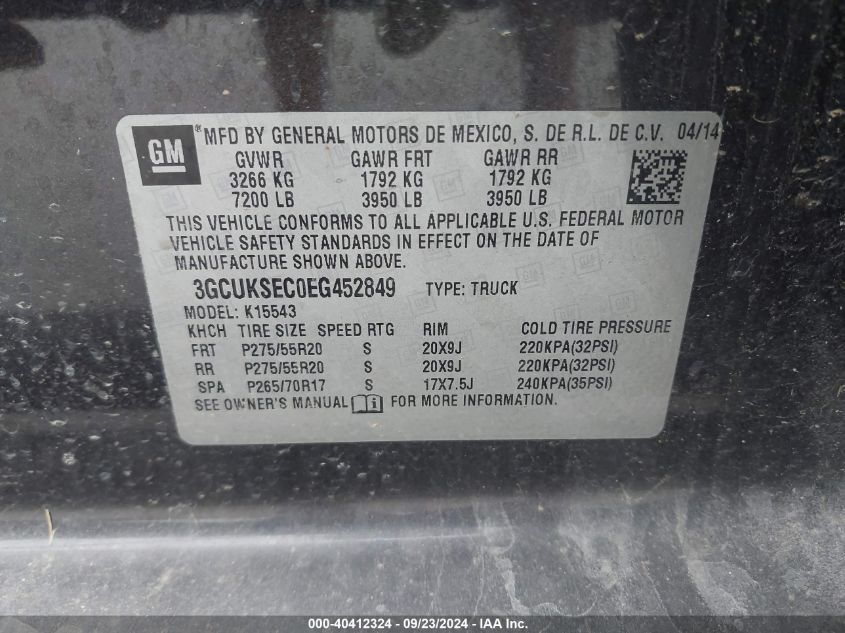 GM ® MFD BY GENERAL MOTORS DE MEXICO, S. DE R.L. DE C.V. 04/14
GVWR GAWR FRT GAWR RR
3266 KG 1792 KG 1792 KG
7200 LB 3950 LB 3950 LB
THIS VEHICLE CONFORMS TO ALL APPLICABLE U.S. FEDERAL MOTOR
VEHICLE SAFETY STANDARDS IN EFFECT ON THE DATE OF
MANUFACTURE SHOWN ABOVE.
3GCUKSEC0EG452849 TYPE: TRUCK
MODEL: K15543
KHCH TIRE SIZE SPEED RTG RIM COLD TIRE PRESSURE
FRT P275/55R20 S 20X9J 220KPA(32PSI)
RR P275/55R20 S 20X9J 220KPA(32PSI)
SPA P265/70R17 S 17X7.5J 240KPA(35PSI)
SEE OWNER'S MANUAL FOR MORE INFORMATION.
000-40412324 - 09/23/2024 - © IAA, Inc.